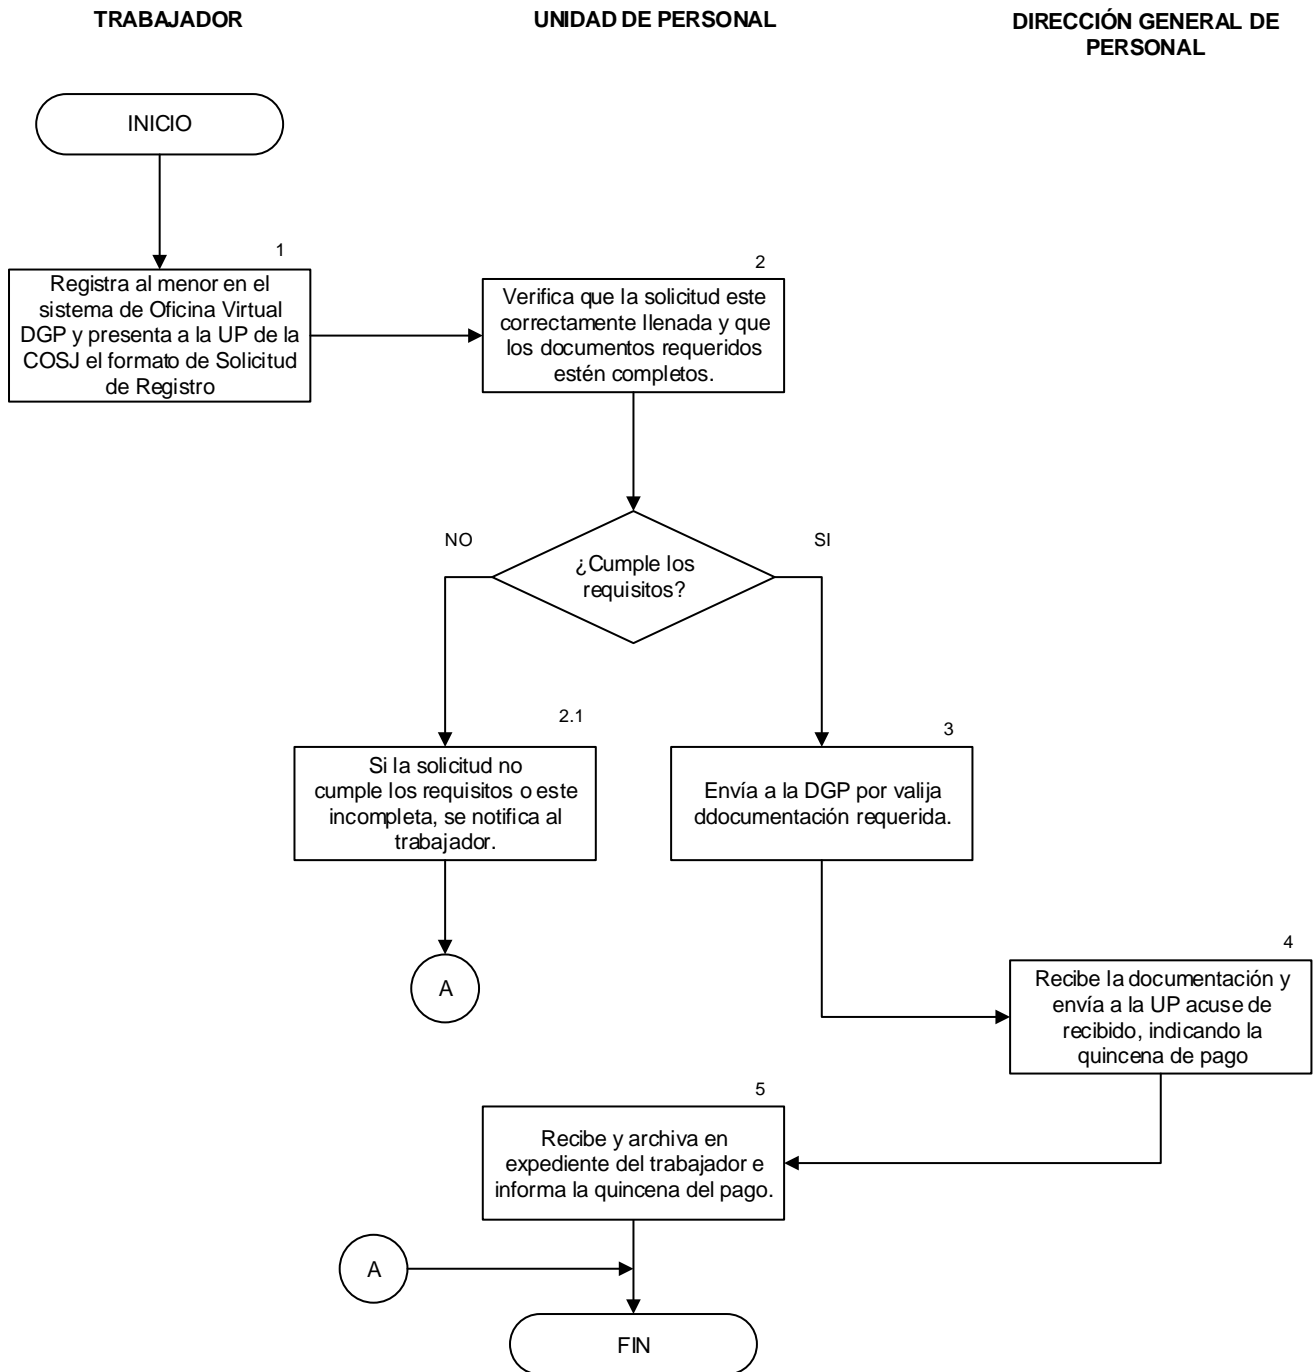 TRABAJADOR
UNIDAD DE PERSONAL
DIRECCIÓN GENERAL DE
PERSONAL
INICIO
1
Registra al menor en el
sistema de Oficina Virtual
DGP y presenta a la UP de la
COSJ el formato de Solicitud
de Registro
2
Verifica que la solicitud este
correctamente llenada y que
los documentos requeridos
estén completos.
NO
SI
¿Cumple los
requisitos?
2.1
Si la solicitud no
cumple los requisitos o este
incompleta, se notifica al
trabajador.
3
Envía a la DGP por valija
ddocumentación requerida.
A
4
Recibe la documentación y
envía a la UP acuse de
recibido, indicando la
quincena de pago
5
Recibe y archiva en
expediente del trabajador e
informa la quincena del pago.
A
FIN